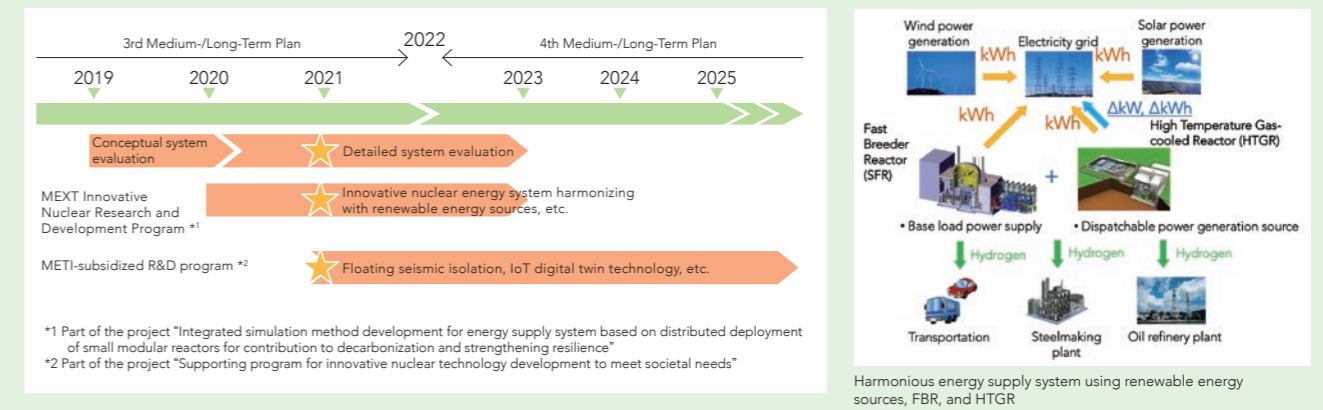 3rd Medium-/Long-Term Plan
2022
4th Medium-/Long-Term Plan
2019
2020
2021
2023
2024
2025
Conceptual system
evaluation
Detailed system evaluation
MEXT Innovative
Nuclear Research and
Development Program *1
Innovative nuclear energy system harmonizing
with renewable energy sources, etc.
METI-subsidized R&D program *2
Floating seismic isolation, IoT digital twin technology, etc.
*1 Part of the project “Integrated simulation method development for energy supply system based on distributed deployment
of small modular reactors for contribution to decarbonization and strengthening resilience”
*2 Part of the project “Supporting program for innovative nuclear technology development to meet societal needs”
Wind power
generation
Electricity grid
Solar power
generation
kWh
kWh
kWh
kWh
ΔkW, ΔkWh
Fast
Breeder
Reactor
(SFR)
High Temperature Gas-
cooled Reactor (HTGR)
+
• Base load power supply
• Dispatchable power generation source
Hydrogen
Hydrogen
Hydrogen
Transportation
Steelmaking
plant
Oil refinery plant
Harmonious energy supply system using renewable energy
sources, FBR, and HTGR